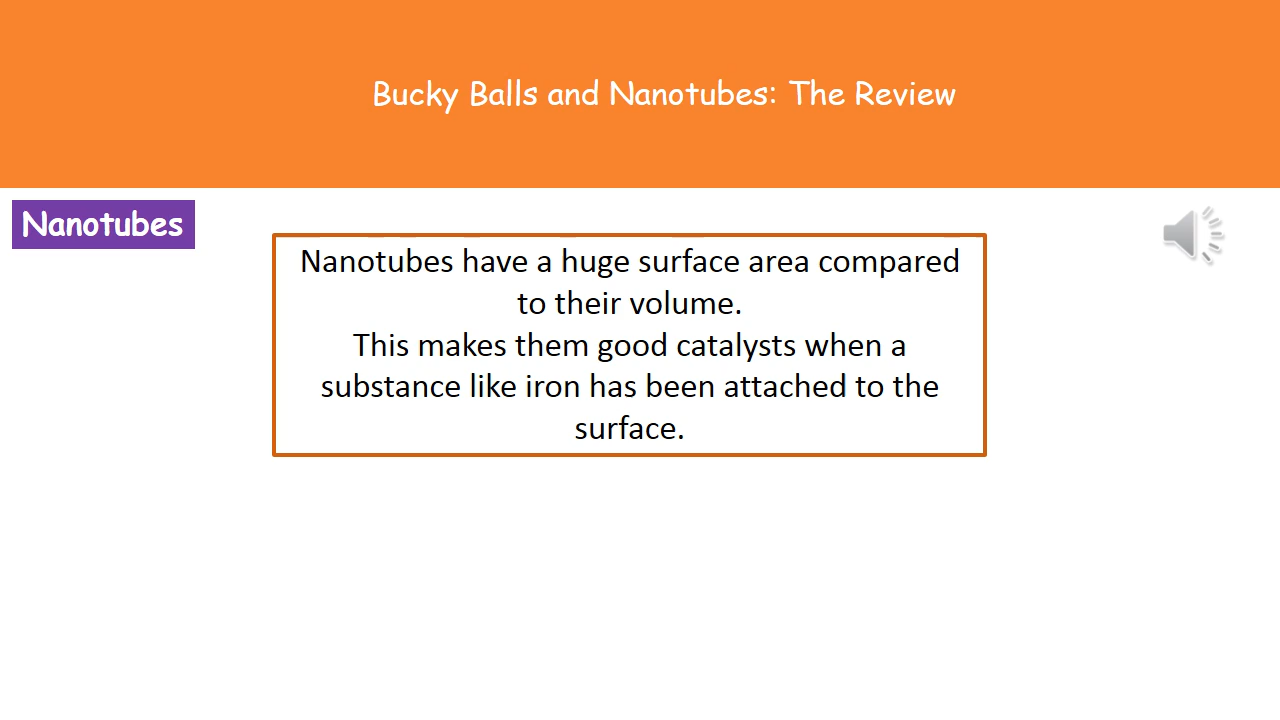 Bucky Balls and Nanotubes: The Review
Nanotubes
Nanotubes have a huge surface area compared
to their volume.
This makes them good catalysts when a
substance like iron has been attached to the
surface.